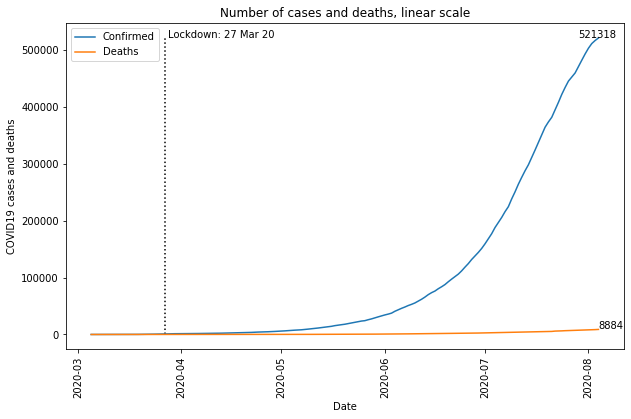 Number of cases and deaths, linear scale
Confirmed
Deaths
Lockdown: 27 Mar 20
521318
8884
COVID19 cases and deaths
500000
400000
300000
200000
100000
0
2020-03
2020-04
2020-05
2020-06
2020-07
2020-08
Date